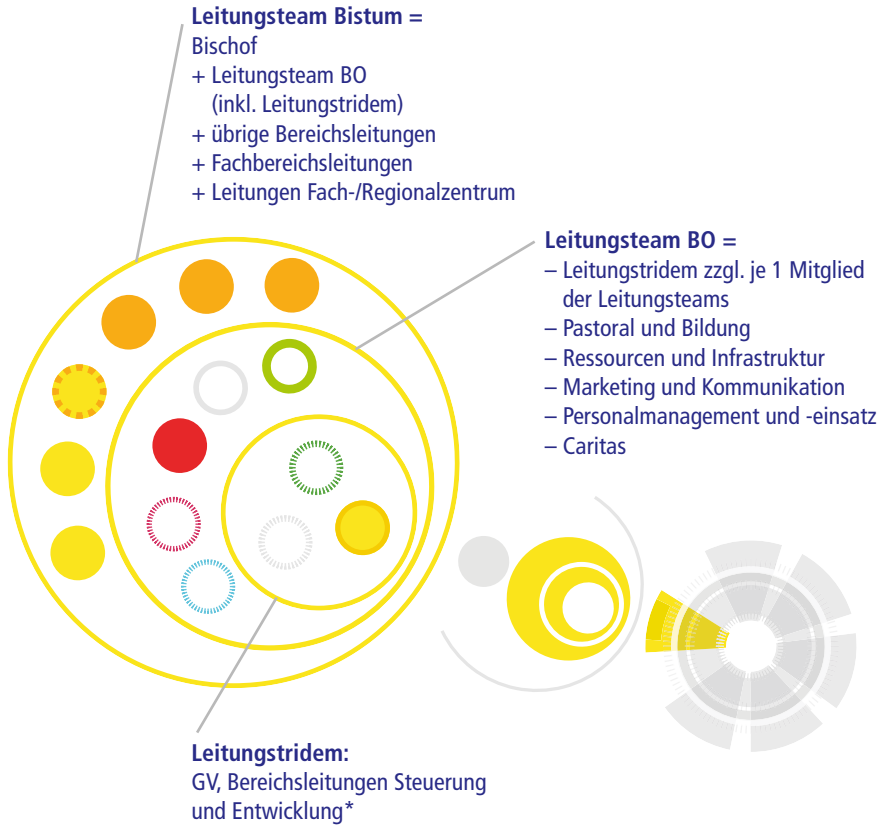 Leitungsteam Bistum =
Bischof
+ Leitungsteam BO
(inkl. Leitungstridem)
+ übrige Bereichsleitungen
+ Fachbereichsleitungen
+ Leitungen Fach-/Regionalzentrum
Leitungsteam BO =
– Leitungstridem zzgl. je 1 Mitglied
der Leitungsteams
– Pastoral und Bildung
– Ressourcen und Infrastruktur
– Marketing und Kommunikation
– Personalmanagement und -einsatz
– Caritas
Leitungstridem:
GV, Bereichsleitungen Steuerung
und Entwicklung*